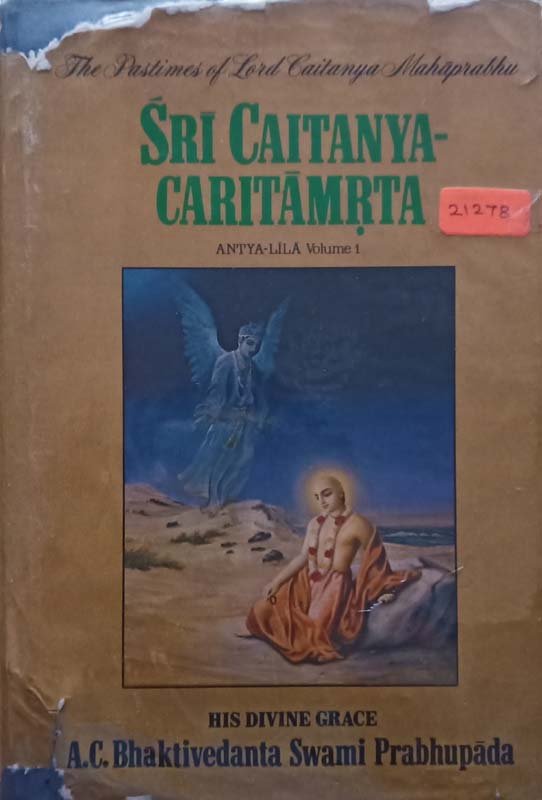 The Pastimes of Lord Caitanya Mahāprabhu
ŚRĪ CAITANYA-
CARITĀMṚTA
21278
ANTYA-LĪLĀ Volume 1
HIS DIVINE GRACE
A.C. Bhaktivedanta Swami Prabhupāda